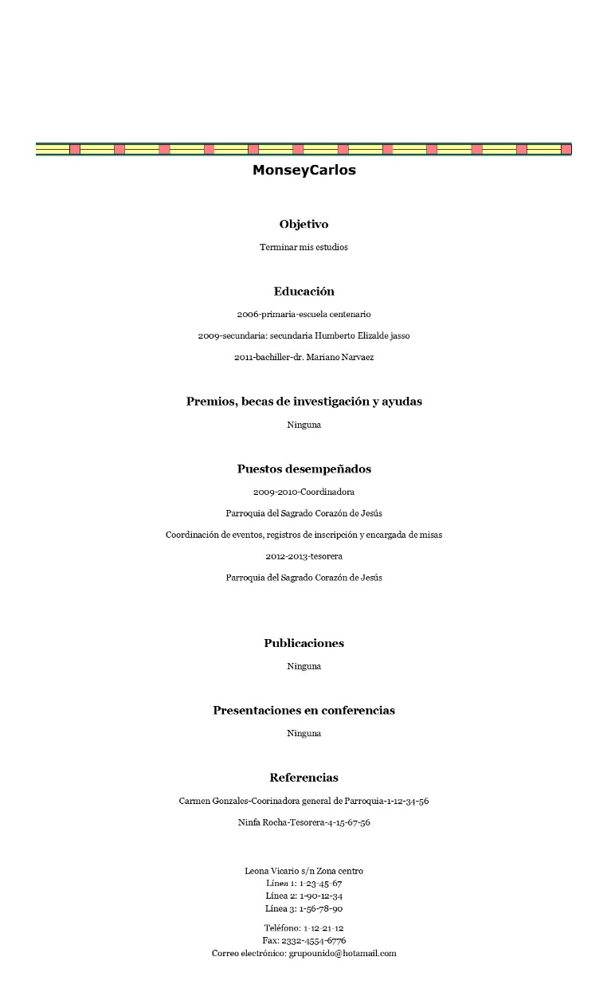 MonseyCarlos
Objetivo
Terminar mis estudios
Educación
2006-primaria-escuela centenario
2009-secundaria: secundaria Humberto Elizalde jasso
2011-bachiller-dr. Mariano Narvaez
Premios, becas de investigación y ayudas
Ninguna
Puestos desempeñados
2009-2010-Coordinadora
Parroquia del Sagrado Corazón de Jesús
Coordinación de eventos, registros de inscripción y encargada de misas
2012-2013-tesorera
Parroquia del Sagrado Corazón de Jesús
Publicaciones
Ninguna
Presentaciones en conferencias
Ninguna
Referencias
Carmen Gonzales-Coorinadora general de Parroquia-1-12-34-56
Ninfa Rocha-Tesorera-4-15-67-56
Leona Vicario s/n Zona centro
Línea 1: 1-23-45-67
Línea 2: 1-90-12-34
Línea 3: 1-56-78-90
Teléfono: 1-12-21-12
Fax: 2332-4554-6776
Correo electrónico: grupounido@hotamail.com